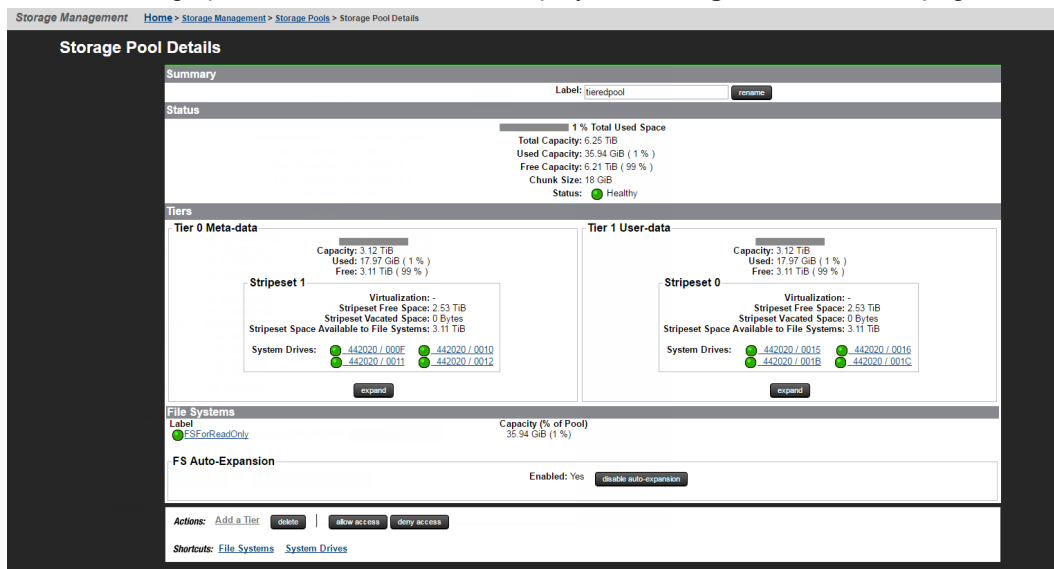 Storage Management Home > Storage Management > Storage Pools > Storage Pool Details
Storage Pool Details
Summary
Label: tieredpool rename
Status
1 % Total Used Space
Total Capacity: 6.25 TiB
Used Capacity: 35.94 GiB ( 1 % )
Free Capacity: 6.21 TiB ( 99 % )
Chunk Size: 18 GiB
Status: Healthy
Tiers
Tier 0 Meta-data
Capacity: 3.12 TiB
Used: 17.97 GiB ( 1 % )
Free: 3.11 TiB ( 99 % )
Stripeset 1
Virtualization: -
Stripeset Free Space: 2.53 TiB
Stripeset Vacated Space: 0 Bytes
Stripeset Space Available to File Systems: 3.11 TiB
System Drives: 442020 / 000F 442020 / 0010
442020 / 0011 442020 / 0012
expand
Tier 1 User-data
Capacity: 3.12 TiB
Used: 17.97 GiB ( 1 % )
Free: 3.11 TiB ( 99 % )
Stripeset 0
Virtualization: -
Stripeset Free Space: 2.53 TiB
Stripeset Vacated Space: 0 Bytes
Stripeset Space Available to File Systems: 3.11 TiB
System Drives: 442020 / 0015 442020 / 0016
442020 / 001B 442020 / 001C
expand
File Systems
Label Capacity (% of Pool)
FSForReadOnly 35.94 GiB (1 %)
FS Auto-Expansion
Enabled: Yes disable auto-expansion
Actions: Add a Tier delete | allow access deny access
Shortcuts: File Systems System Drives